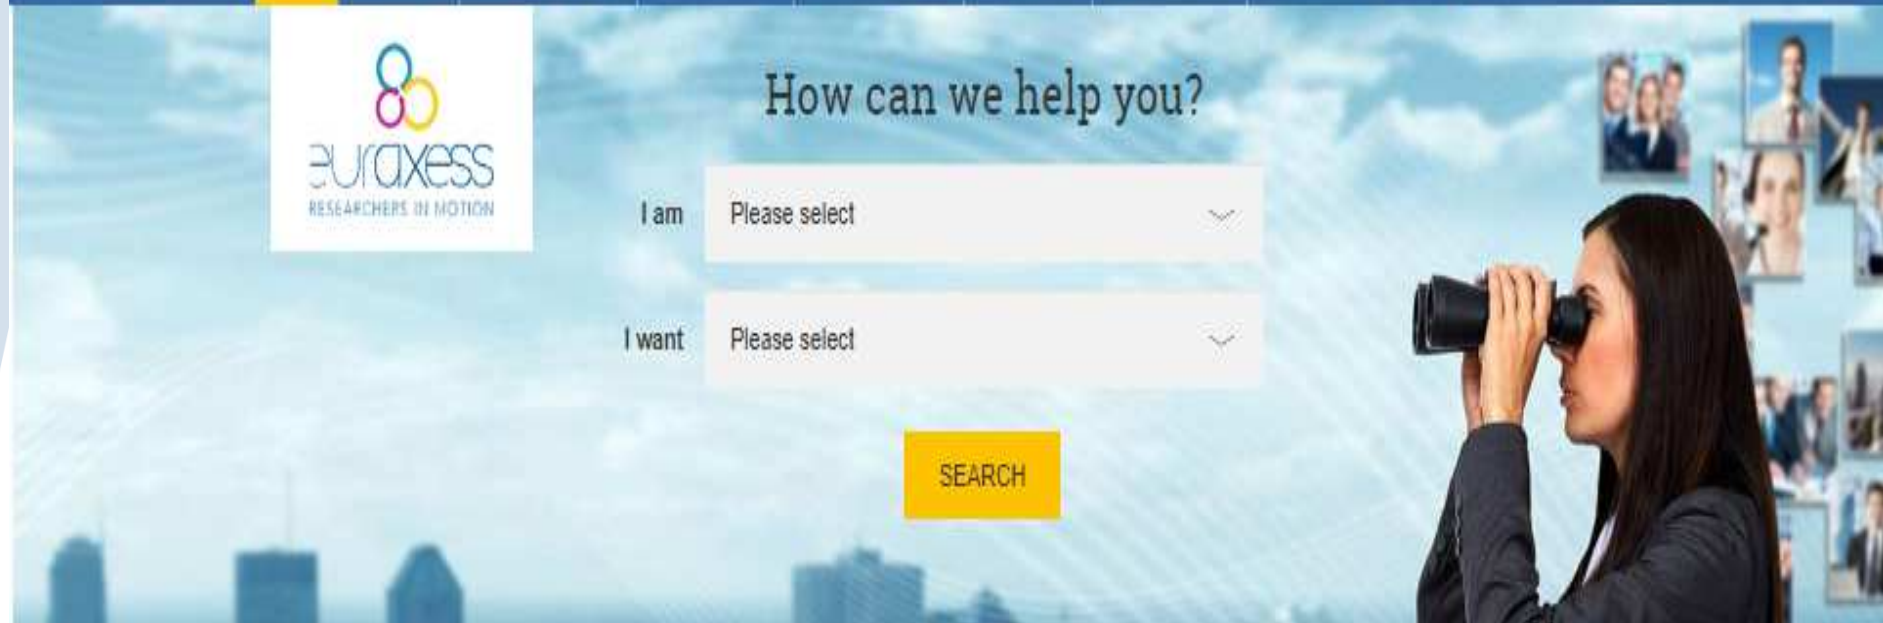 euraxess
RESEARCHERS IN MOTION
How can we help you?
I am
Please select
I want
Please select
SEARCH